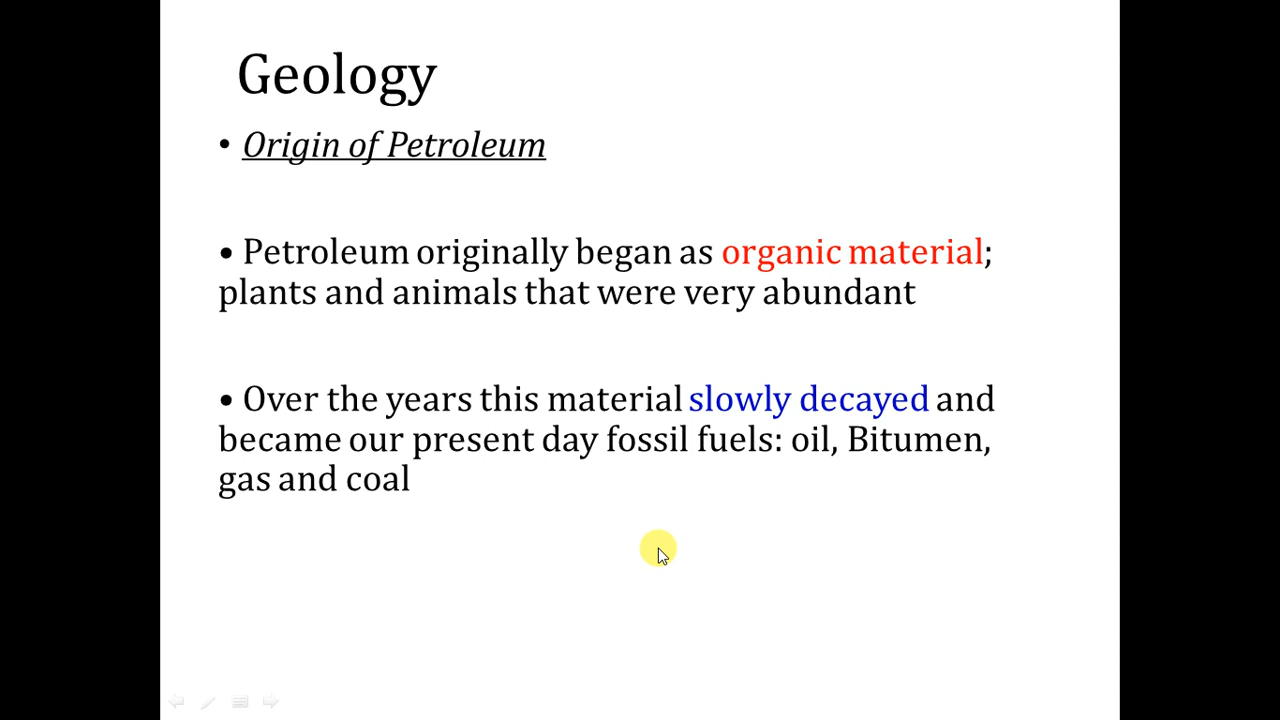 Geology
• Origin of Petroleum
• Petroleum originally began as organic material;
plants and animals that were very abundant
• Over the years this material slowly decayed and
became our present day fossil fuels: oil, Bitumen,
gas and coal